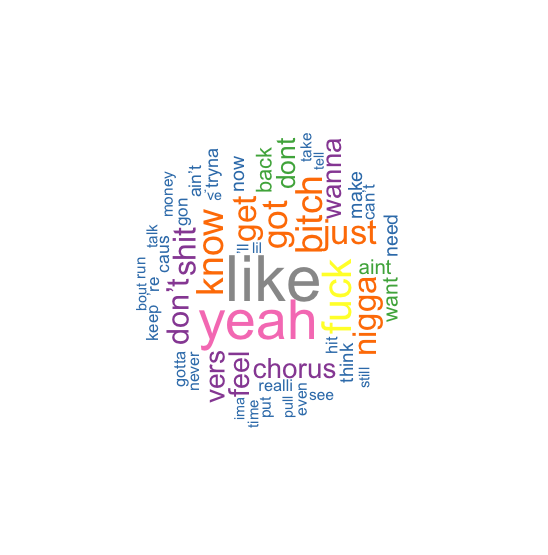 like
yeah
fuck
know
got
bitch
get
just
nigga
don't
shit
vers
feel
chorus
wanna
dont
back
aint
want
now
tryna
ain't
gon
money
caus
talk
're
run
bout
keep
gotta
never
realli
put
ima
time
pull
even
see
hit
think
still
need
can't
make
tell
take
'll